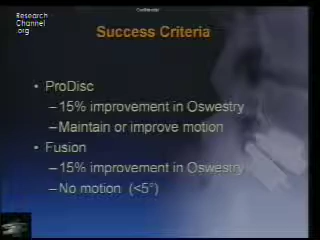 Research
Channel
.org
Confidential
Success Criteria
• ProDisc
–15% improvement in Oswestry
–Maintain or improve motion
• Fusion
–15% improvement in Oswestry
–No motion (<5°)